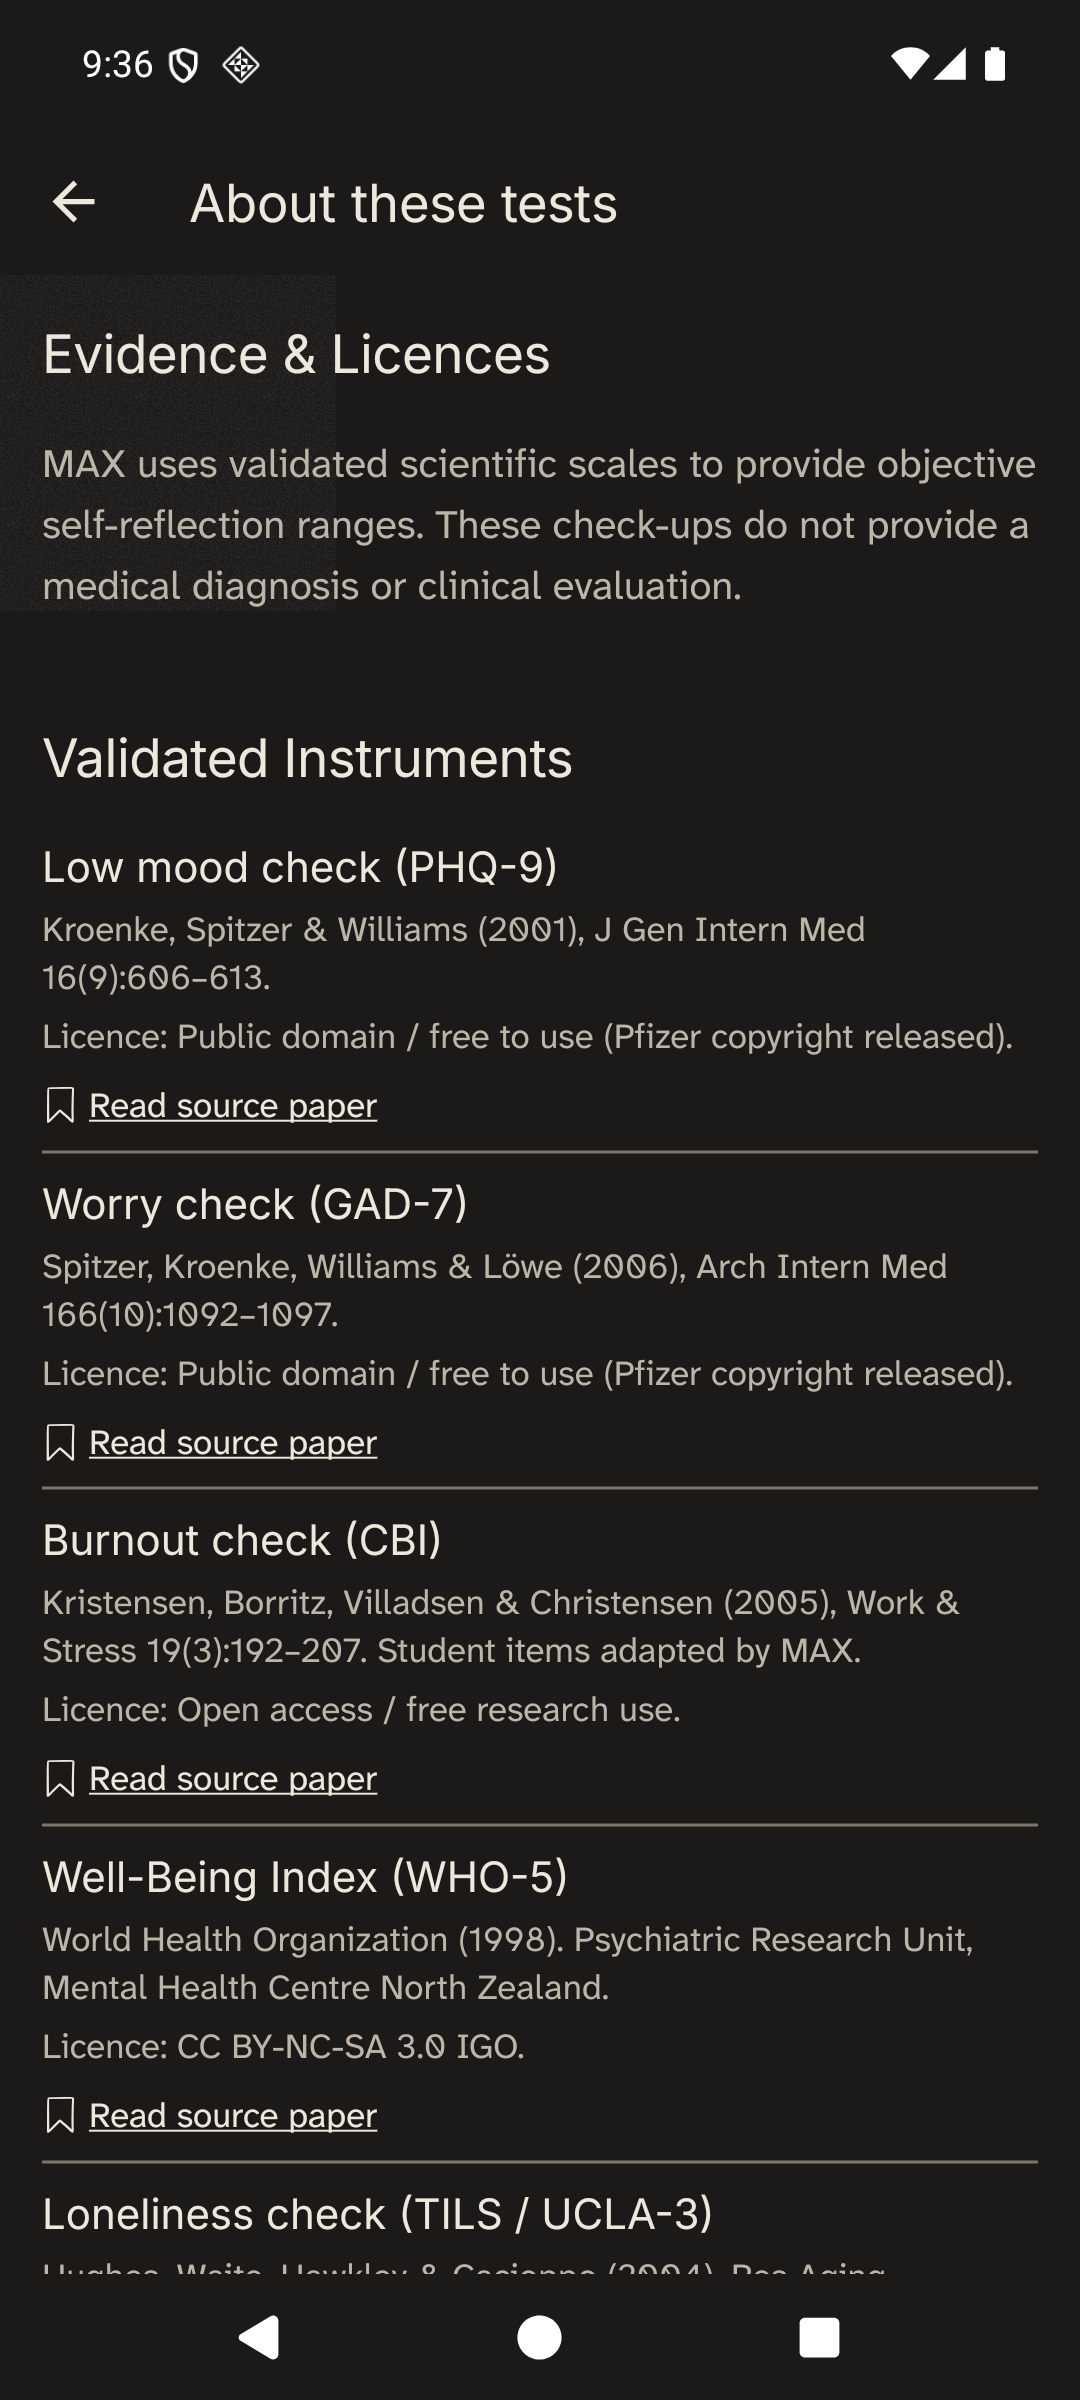 9:36
About these tests
Evidence & Licences
MAX uses validated scientific scales to provide objective
self-reflection ranges. These check-ups do not provide a
medical diagnosis or clinical evaluation.
Validated Instruments
Low mood check (PHQ-9)
Kroenke, Spitzer & Williams (2001), J Gen Intern Med
16(9):606–613.
Licence: Public domain / free to use (Pfizer copyright released).
Read source paper
Worry check (GAD-7)
Spitzer, Kroenke, Williams & Löwe (2006), Arch Intern Med
166(10):1092–1097.
Licence: Public domain / free to use (Pfizer copyright released).
Read source paper
Burnout check (CBI)
Kristensen, Borritz, Villadsen & Christensen (2005), Work &
Stress 19(3):192–207. Student items adapted by MAX.
Licence: Open access / free research use.
Read source paper
Well-Being Index (WHO-5)
World Health Organization (1998). Psychiatric Research Unit,
Mental Health Centre North Zealand.
Licence: CC BY-NC-SA 3.0 IGO.
Read source paper
Loneliness check (TILS / UCLA-3)
Hughes, Waite, Hawkley & Cacioppo (2004), Res Aging